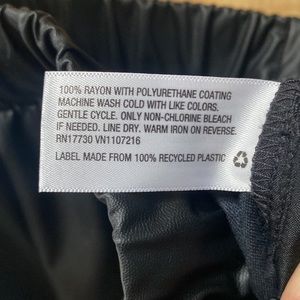 100% RAYON WITH POLYURETHANE COATING
MACHINE WASH COLD WITH LIKE COLORS.
GENTLE CYCLE. ONLY NON-CHLORINE BLEACH
IF NEEDED. LINE DRY. WARM IRON ON REVERSE.
RN17730 VN1107216
LABEL MADE FROM 100% RECYCLED PLASTIC